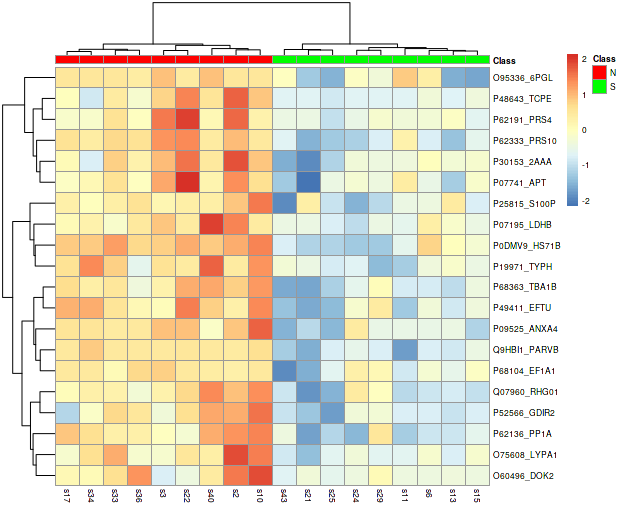 Class
Class
N
S
2
1
0
-1
-2
O95336_6PGL
P48643_TCPE
P62191_PRS4
P62333_PRS10
P30153_2AAA
P07741_APT
P25815_S100P
P07195_LDHB
P0DMV9_HS71B
P19971_TYPH
P68363_TBA1B
P49411_EFTU
P09525_ANXA4
Q9HBI1_PARVB
P68104_EF1A1
Q07960_RHG01
P52566_GDIR2
P62136_PP1A
O75608_LYPA1
O60496_DOK2
s17 s34 s33 s36 s3 s22 s40 s2 s10 s43 s21 s25 s24 s29 s11 s6 s13 s15